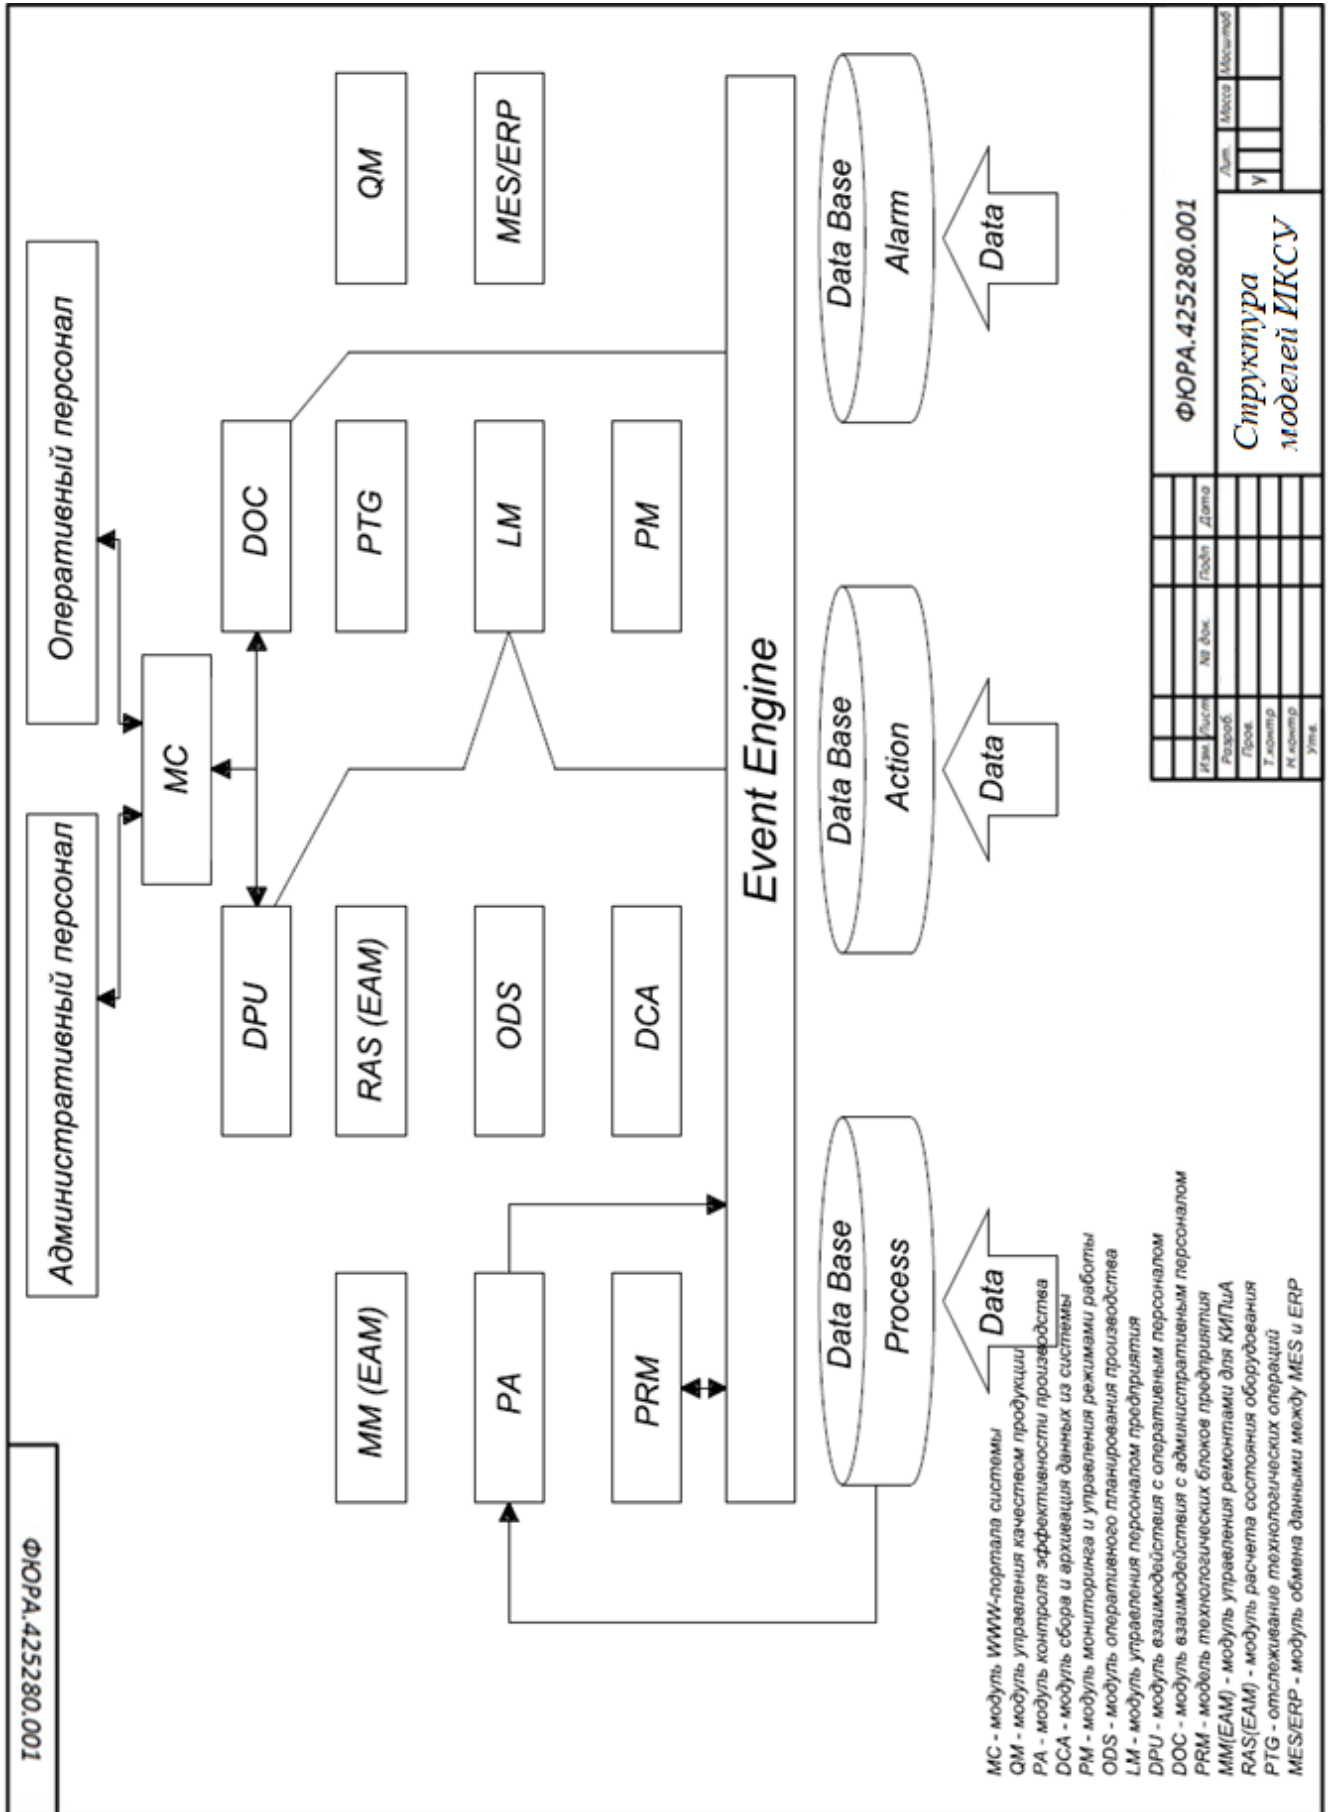 ФЮРА.425280.001
Административный персонал
Оперативный персонал
MC
DPU
DOC
MM (EAM)
RAS (EAM)
PTG
QM
PA
ODS
LM
MES/ERP
PRM
DCA
PM
Event Engine
Data Base
Process
Data Base
Action
Data Base
Alarm
Data
Data
Data
MC - модуль WWW-портала системы
QM - модуль управления качеством продукции
PA - модуль контроля эффективности производства
DCA - модуль сбора и архивация данных из системы
PM - модуль мониторинга и управления режимами работы
ODS - модуль оперативного планирования производства
LM - модуль управления персоналом предприятия
DPU - модуль взаимодействия с оперативным персоналом
DOC - модуль взаимодействия с административным персоналом
PRM - модель технологических блоков предприятия
MM(EAM) - модуль управления ремонтами для КИПиА
RAS(EAM) - модуль расчета состояния оборудования
PTG - отслеживание технологических операций
MES/ERP - модуль обмена данными между MES и ERP
ФЮРА.425280.001
Изм. Лист № док. Подп Дата
Разраб.
Пров.
Т.контр
Н.контр
Утв.
Структура
моделей ИКСУ
Лит. Масса Масштаб
У